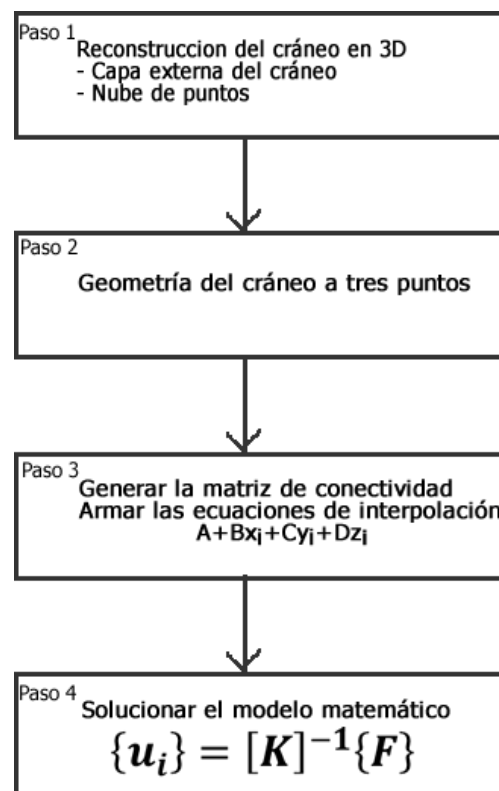 Paso 1
Reconstruccion del cráneo en 3D
- Capa externa del cráneo
- Nube de puntos
Paso 2
Geometría del cráneo a tres puntos
Paso 3
Generar la matriz de conectividad
Armar las ecuaciones de interpolación
A+Bxᵢ+Cyᵢ+Dzᵢ
Paso 4
Solucionar el modelo matemático
{uᵢ} = [K]⁻¹{F}